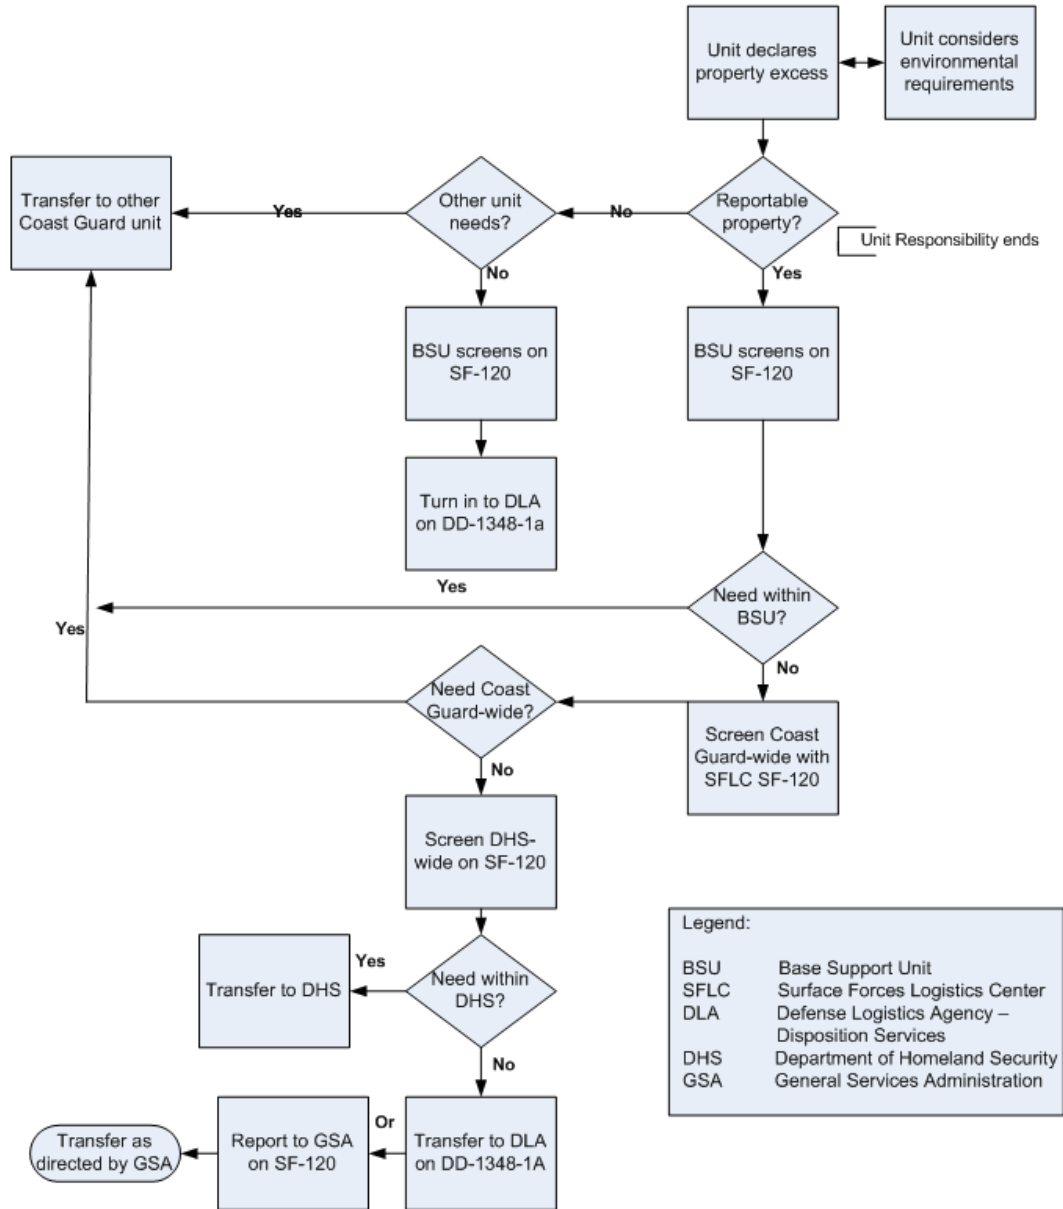 Unit declares
property excess
Unit considers
environmental
requirements
Transfer to other
Coast Guard unit
Yes
Other unit
needs?
No
Reportable
property?
Unit Responsibility ends
No
Yes
BSU screens on
SF-120
BSU screens on
SF-120
Turn in to DLA
on DD-1348-1a
Yes
Need within
BSU?
Yes
No
Need Coast
Guard-wide?
Screen Coast
Guard-wide with
SFLC SF-120
No
Screen DHS-
wide on SF-120
Transfer to DHS
Yes
Need within
DHS?
No
Transfer as
directed by GSA
Report to GSA
on SF-120
Or
Transfer to DLA
on DD-1348-1A
Legend:
BSU Base Support Unit
SFLC Surface Forces Logistics Center
DLA Defense Logistics Agency –
Disposition Services
DHS Department of Homeland Security
GSA General Services Administration